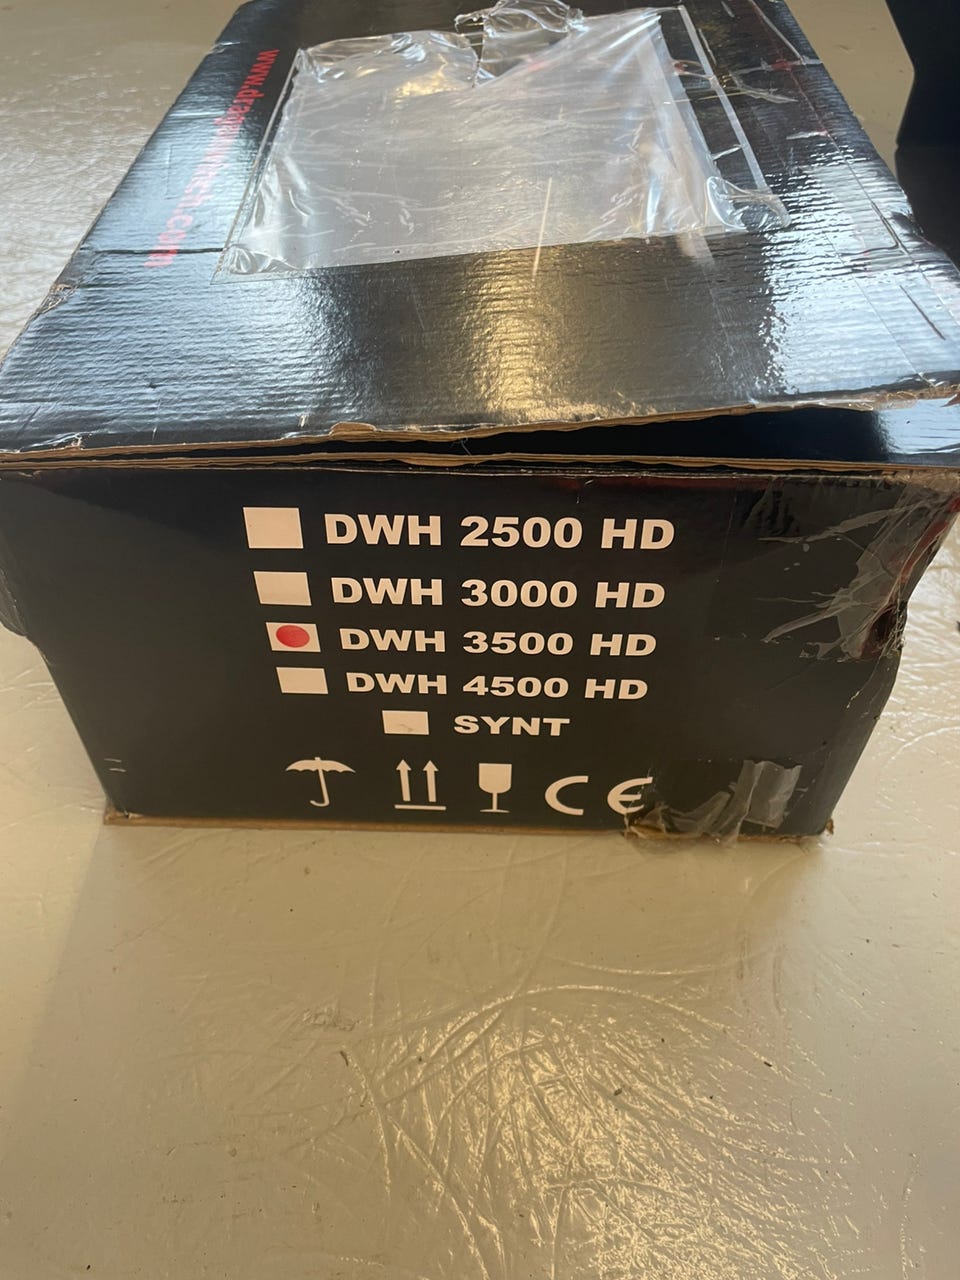 DWH 2500 HD
DWH 3000 HD
DWH 3500 HD
DWH 4500 HD
SYNT
CE